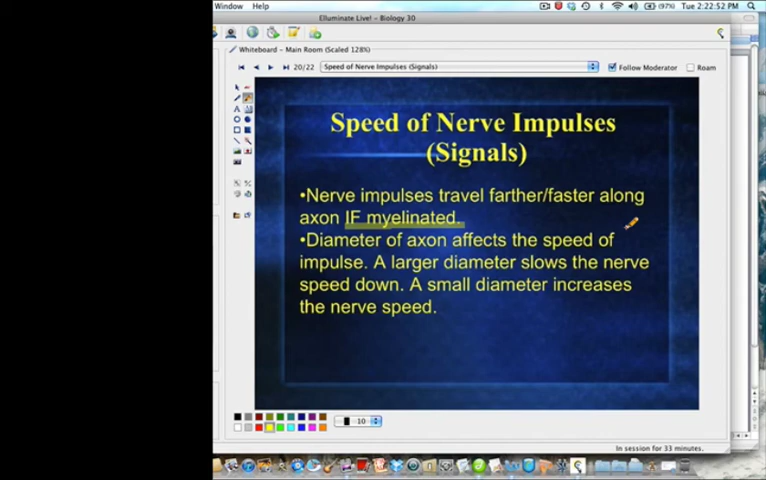 Window Help
(97%) Tue 2:22:52 PM
Elluminate Live! - Biology 30
Whiteboard - Main Room (Scaled 128%)
20/22 Speed of Nerve Impulses (Signals) Follow Moderator Roam
Speed of Nerve Impulses
(Signals)
•Nerve impulses travel farther/faster along
axon IF myelinated.
•Diameter of axon affects the speed of
impulse. A larger diameter slows the nerve
speed down. A small diameter increases
the nerve speed.
10
In session for 33 minutes.